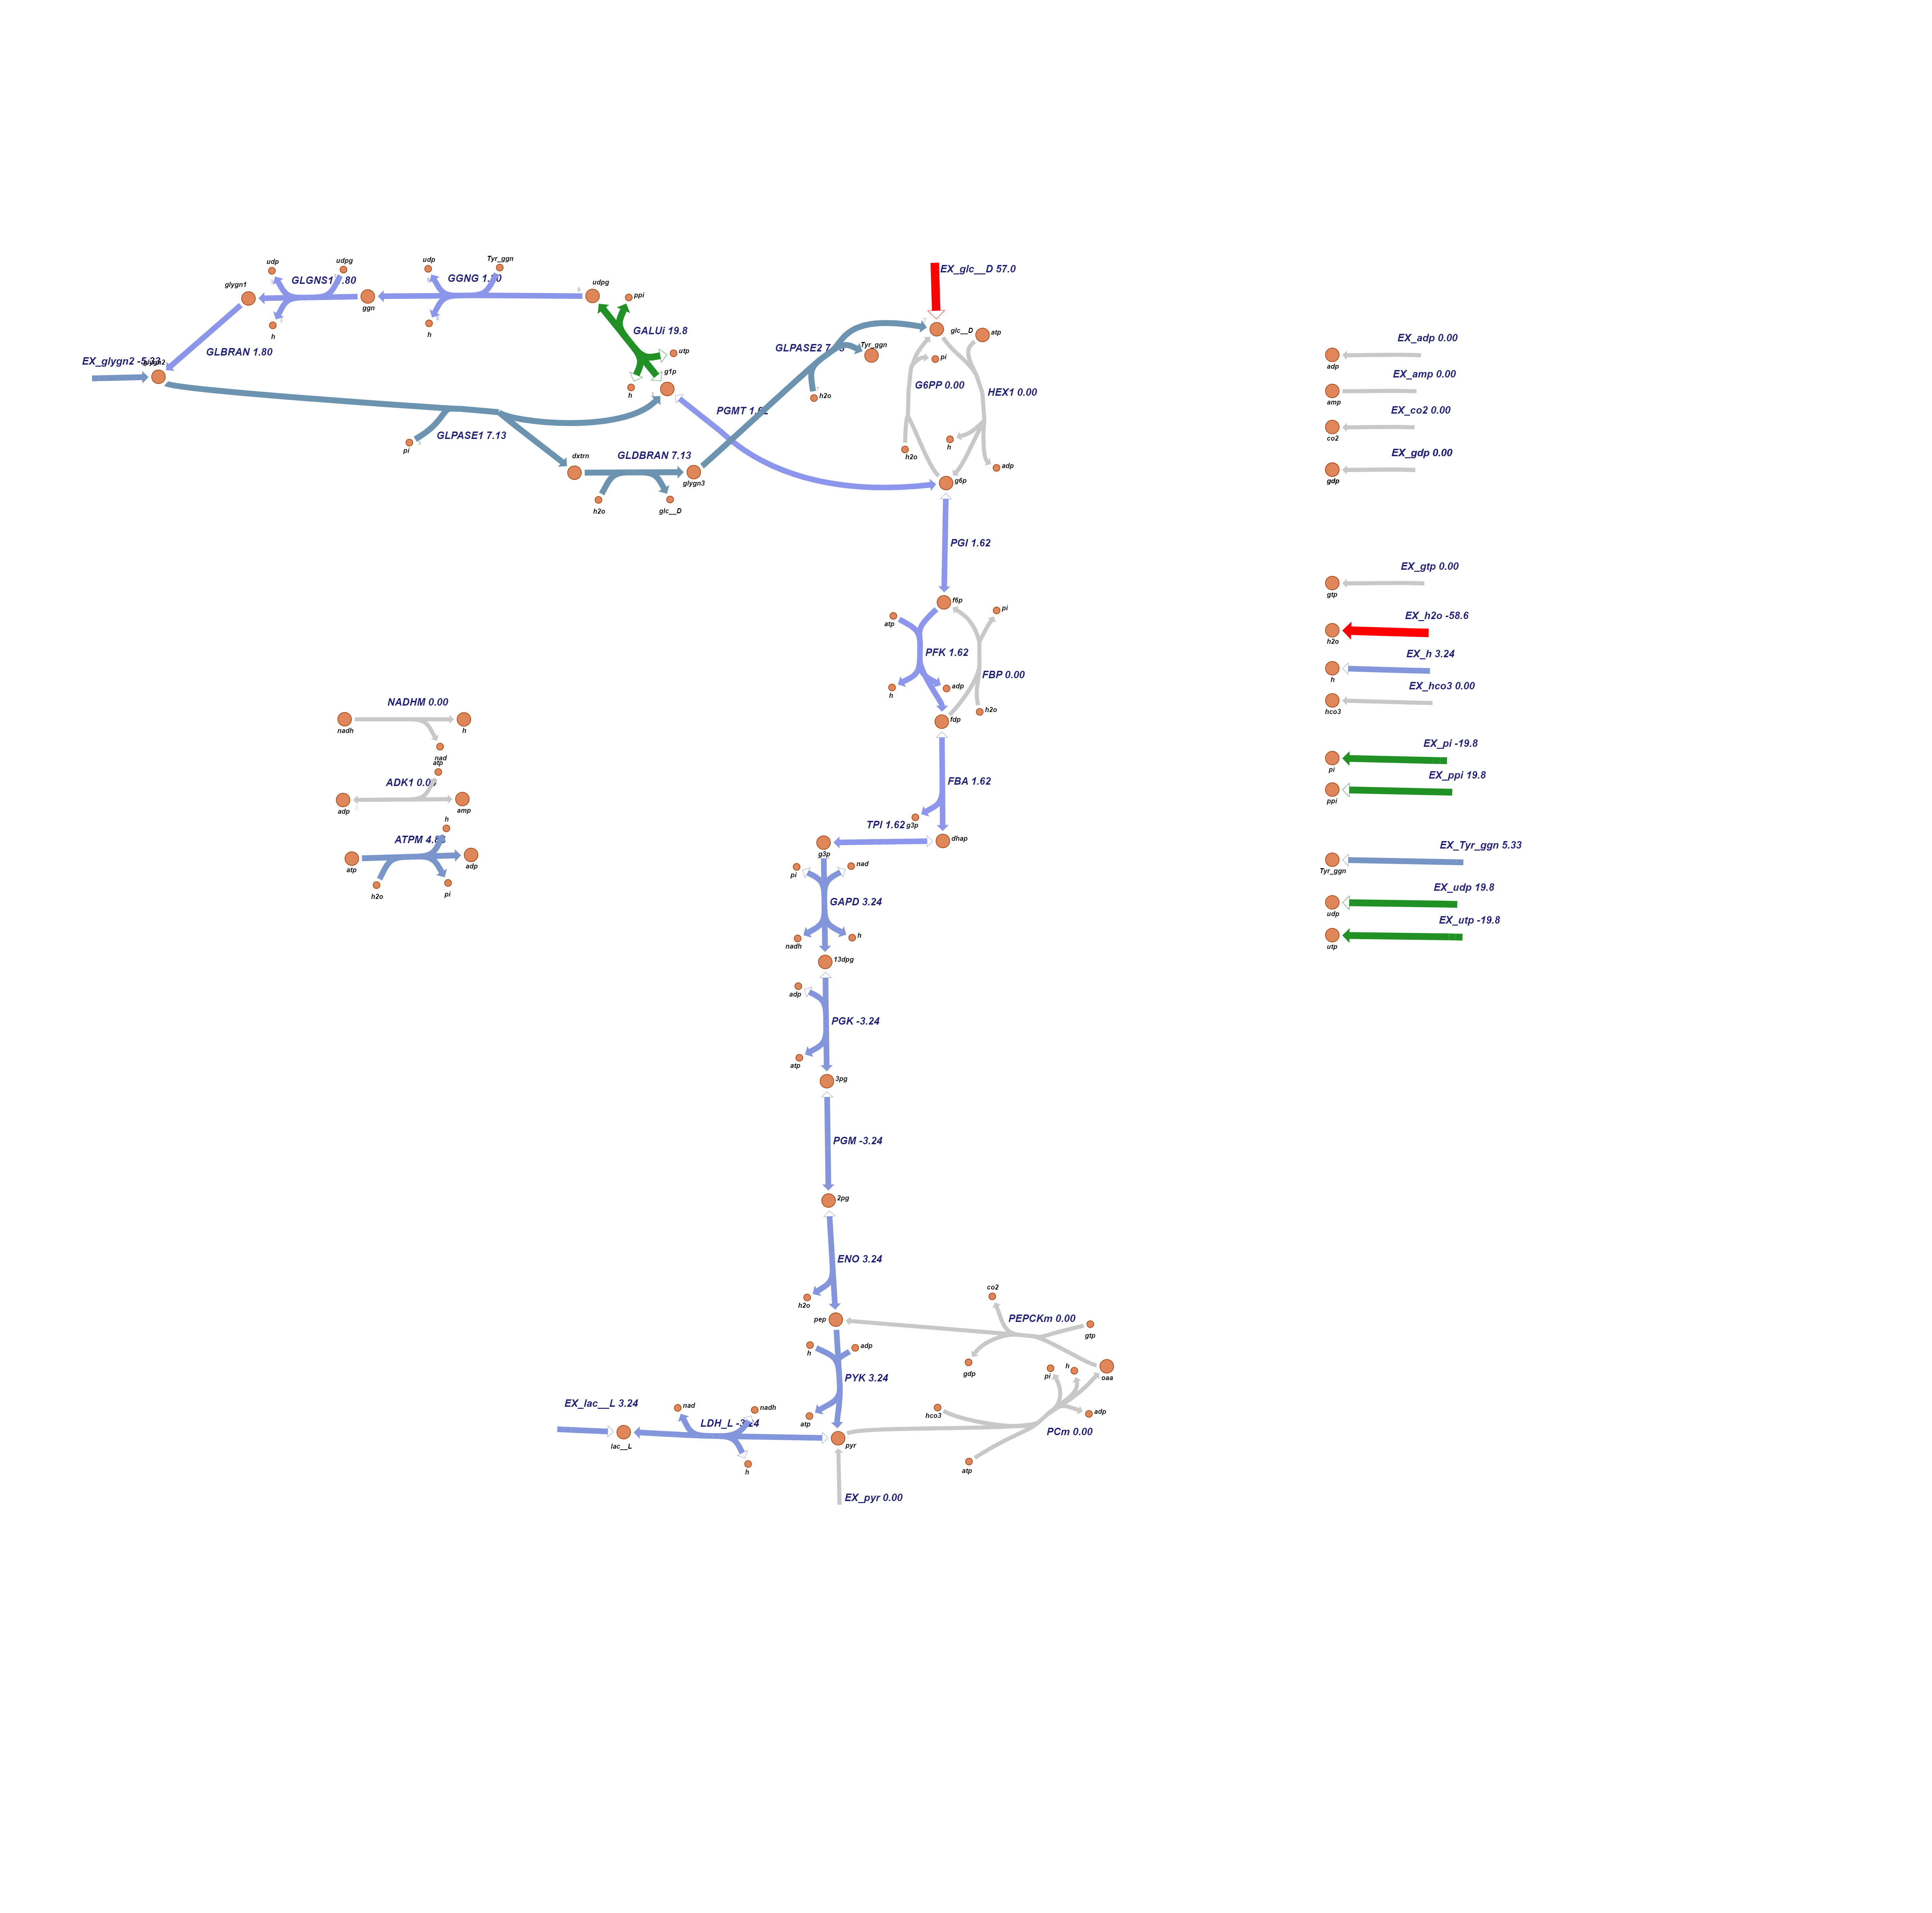 udp
udpg
GLGNS1
.80
glygn1
h
ggn
udp
Tyr_ggn
GGNG 1.
h
udpg
ppi
GALUi 19.8
utp
g1p
h
GLBRAN 1.80
EX_glygn2 -5.33
glygn2
GLPASE1 7.13
pi
dxtrn
GLDBRAN 7.13
glygn3
h2o
glc__D
PGMT 1.
GLPASE2 7.
Tyr_ggn
h2o
EX_glc__D 57.0
glc__D
atp
pi
G6PP 0.00
HEX1 0.00
h2o
h
adp
g6p
PGI 1.62
f6p
pi
atp
PFK 1.62
FBP 0.00
h
adp
h2o
fdp
FBA 1.62
g3p
TPI 1.62
dhap
g3p
pi
nad
GAPD 3.24
nadh
h
13dpg
adp
PGK -3.24
atp
3pg
PGM -3.24
2pg
ENO 3.24
h2o
pep
h
adp
PYK 3.24
atp
pyr
EX_pyr 0.00
EX_lac__L 3.24
lac__L
nad
nadh
LDH_L -3.24
h
co2
PEPCKm 0.00
gtp
gdp
oaa
pi
h
adp
hco3
PCm 0.00
atp
NADHM 0.00
nadh
h
nad
atp
ADK1 0.0
adp
amp
h
ATPM 4.8
atp
adp
h2o
pi
EX_adp 0.00
adp
EX_amp 0.00
amp
EX_co2 0.00
co2
EX_gdp 0.00
gdp
EX_gtp 0.00
gtp
EX_h2o -58.6
h2o
EX_h 3.24
h
EX_hco3 0.00
hco3
EX_pi -19.8
pi
EX_ppi 19.8
ppi
EX_Tyr_ggn 5.33
Tyr_ggn
EX_udp 19.8
udp
EX_utp -19.8
utp